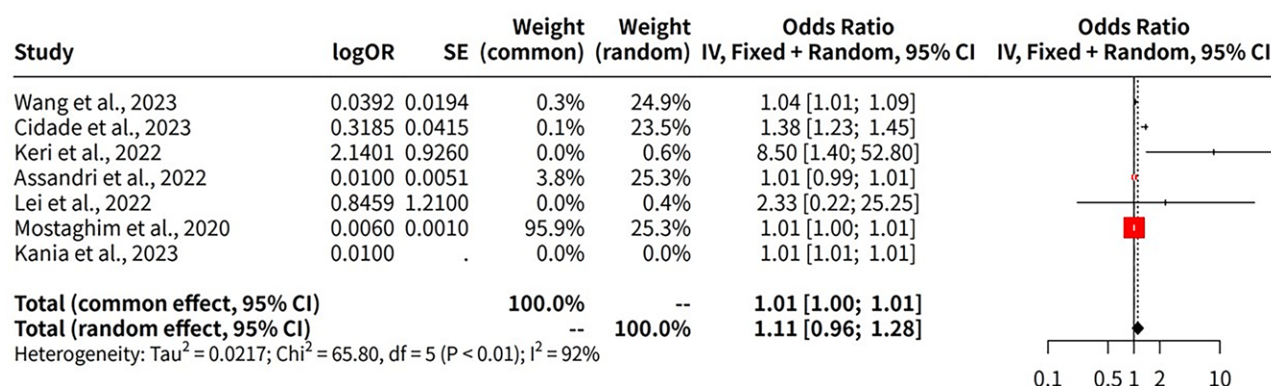 Weight Weight Odds Ratio Odds Ratio
Study logOR SE (common) (random) IV, Fixed + Random, 95% CI IV, Fixed + Random, 95% CI
Wang et al., 2023 0.0392 0.0194 0.3% 24.9% 1.04 [1.01; 1.09]
Cidade et al., 2023 0.3185 0.0415 0.1% 23.5% 1.38 [1.23; 1.45]
Keri et al., 2022 2.1401 0.9260 0.0% 0.6% 8.50 [1.40; 52.80]
Assandri et al., 2022 0.0100 0.0051 3.8% 25.3% 1.01 [0.99; 1.01]
Lei et al., 2022 0.8459 1.2100 0.0% 0.4% 2.33 [0.22; 25.25]
Mostaghim et al., 2020 0.0060 0.0010 95.9% 25.3% 1.01 [1.00; 1.01]
Kania et al., 2023 0.0100 . 0.0% 0.0% 1.01 [1.01; 1.01]
Total (common effect, 95% CI) 100.0% -- 1.01 [1.00; 1.01]
Total (random effect, 95% CI) -- 100.0% 1.11 [0.96; 1.28]
Heterogeneity: Tau² = 0.0217; Chi² = 65.80, df = 5 (P < 0.01); I² = 92%
0.1 0.5 1 2 10